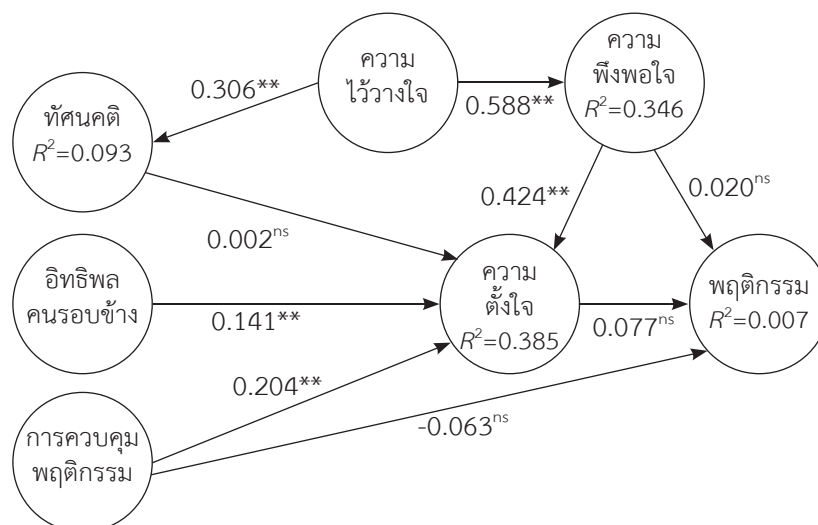 ความ
ไว้วางใจ
ความ
พึงพอใจ
R²=0.346
0.306**
0.588**
ทัศนคติ
R²=0.093
0.424**
0.020ⁿˢ
0.002ⁿˢ
อิทธิพล
คนรอบข้าง
0.141**
ความ
ตั้งใจ
R²=0.385
0.077ⁿˢ
พฤติกรรม
R²=0.007
0.204**
-0.063ⁿˢ
การควบคุม
พฤติกรรม